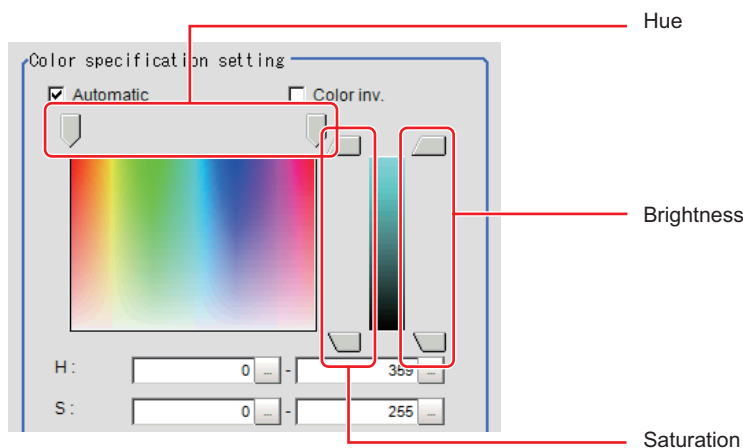 Hue
Color specification setting
Automatic
Color inv.
Brightness
H:
0 ... - 359 ...
S:
0 ... - 255 ...
Saturation